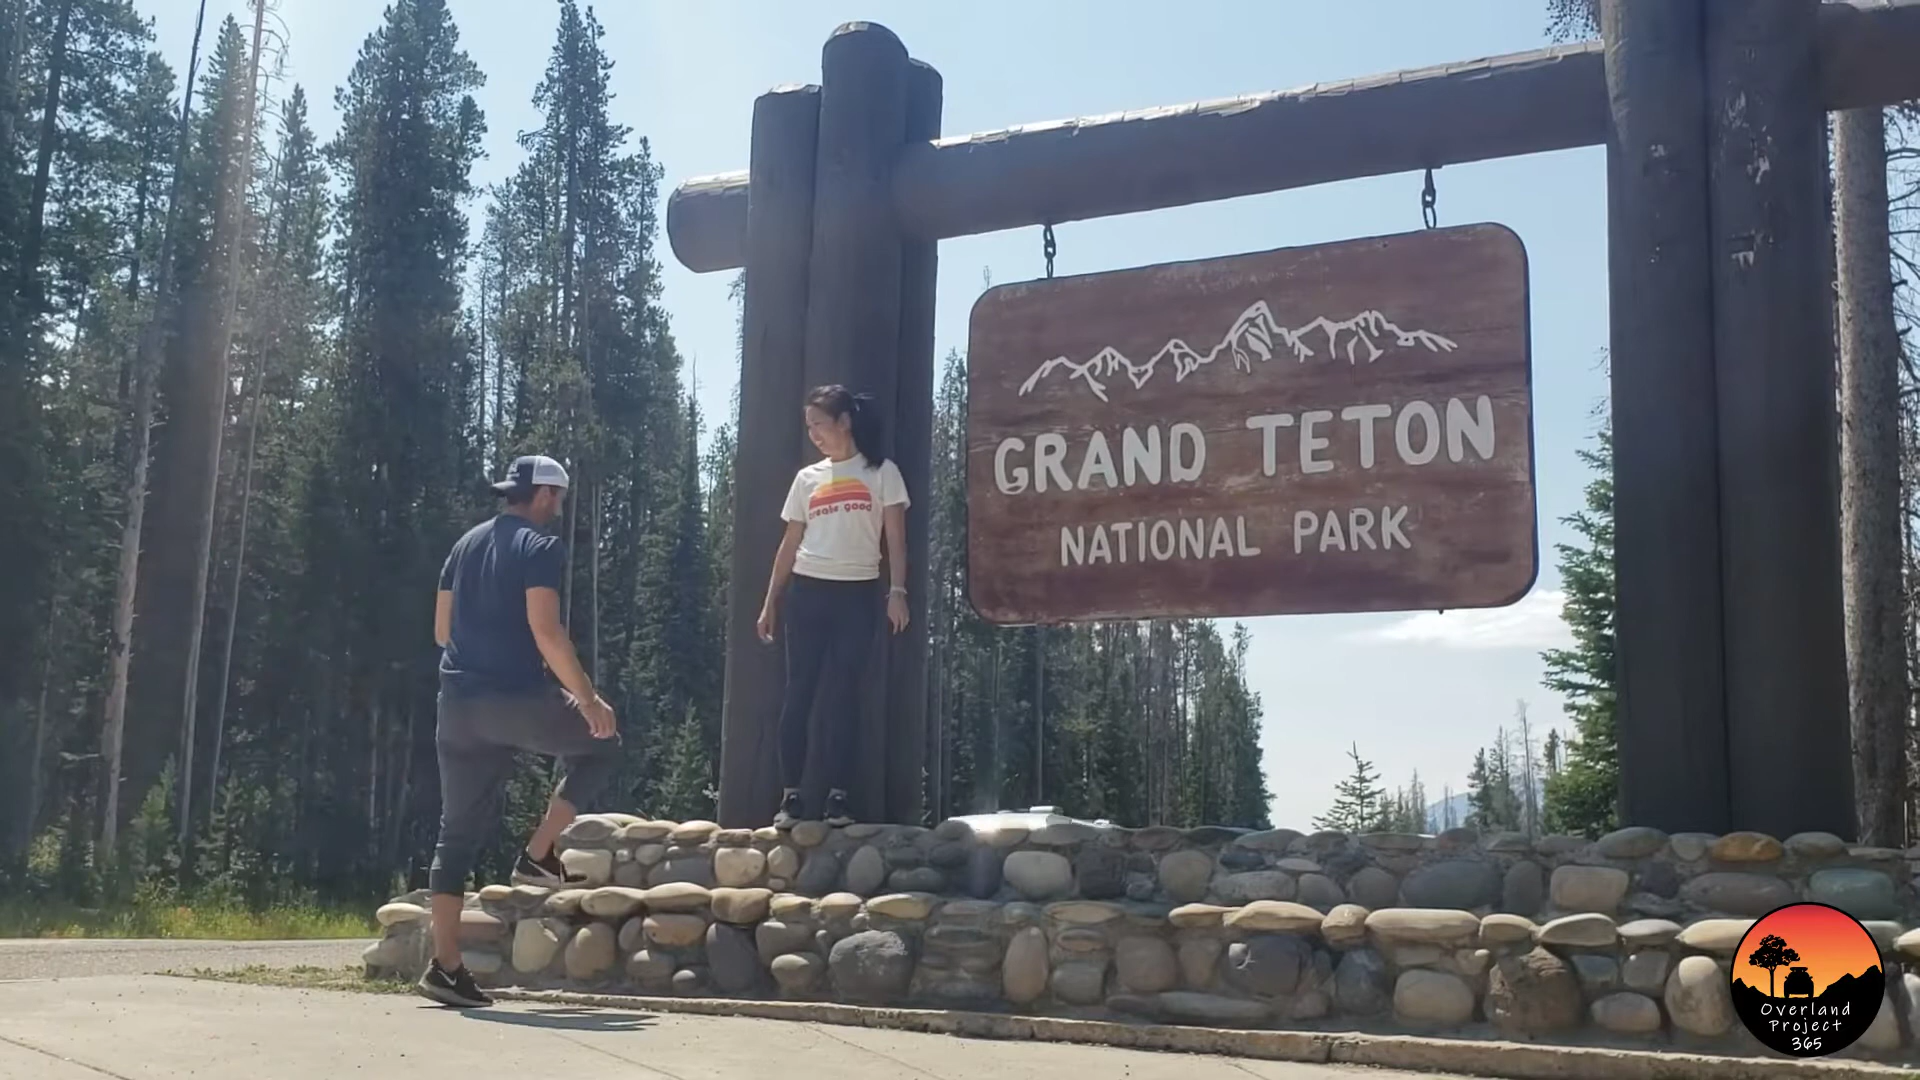 GRAND TETON
NATIONAL PARK
create good
Overland
Project
365